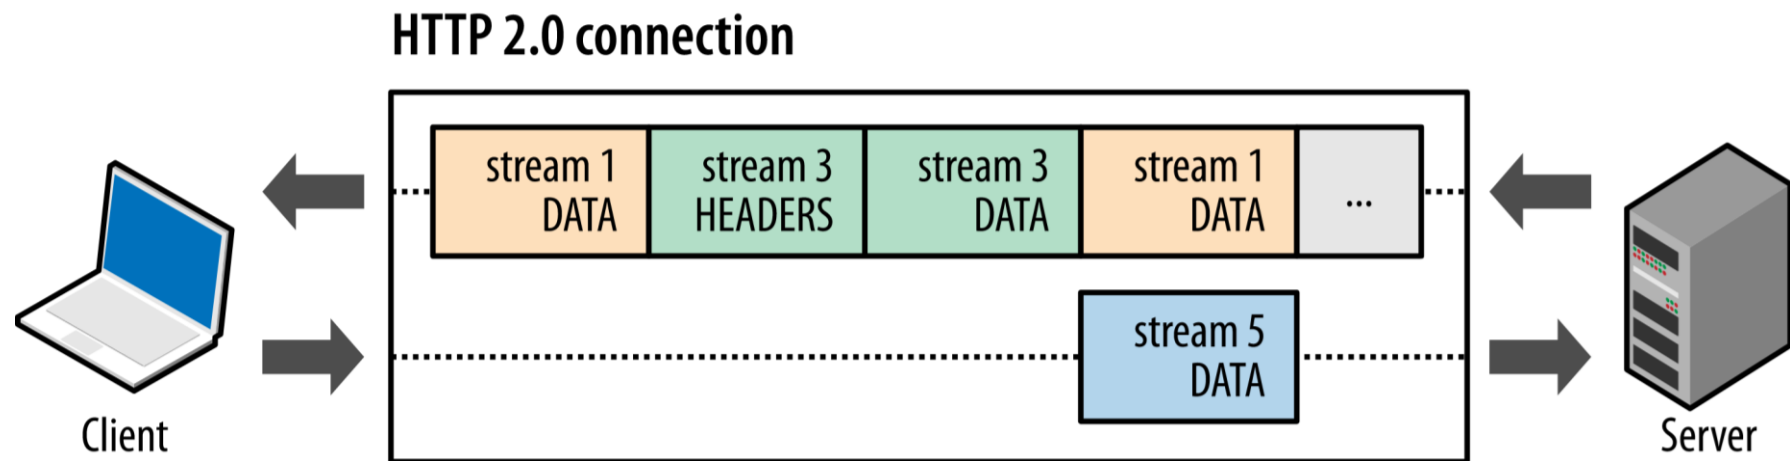 HTTP 2.0 connection
stream 1
DATA
stream 3
HEADERS
stream 3
DATA
stream 1
DATA
...
stream 5
DATA
Client
Server